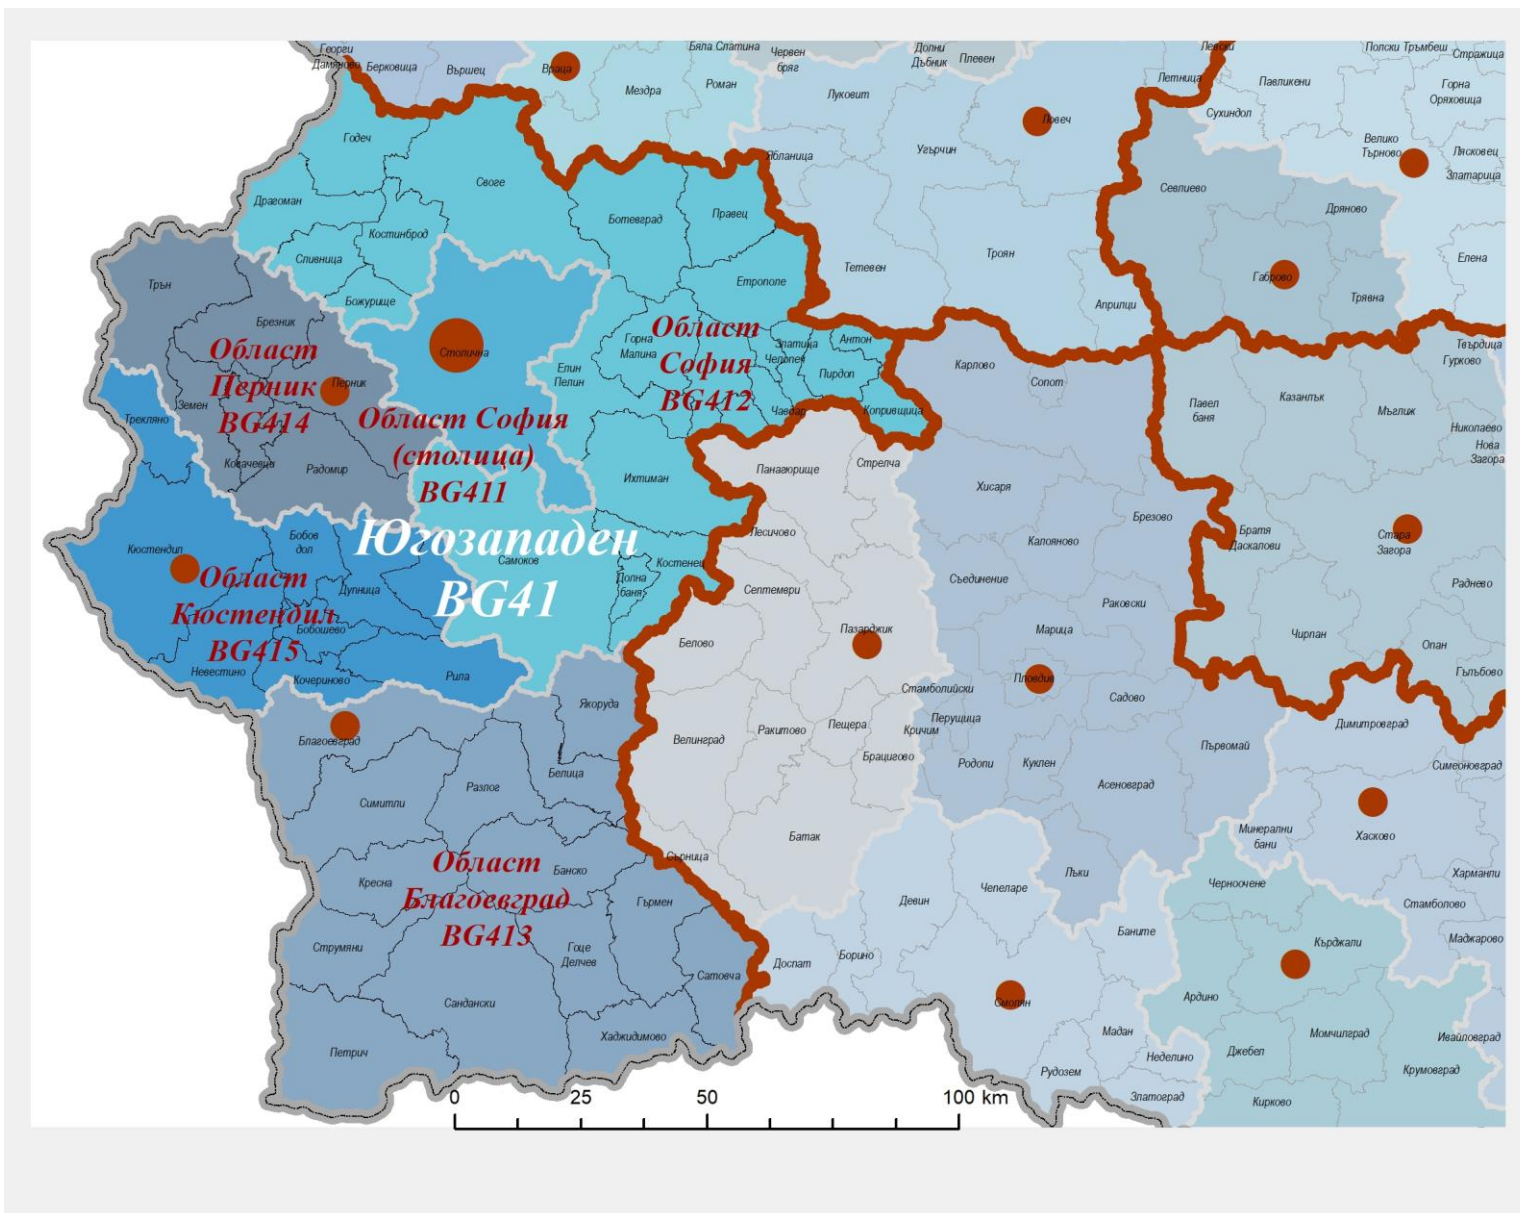 Георги
Дамяново
Берковица
Вършец
Враца
Мездра
Роман
Бяла Слатина
Червен
бряг
Долни
Дъбник
Плевен
Левски
Летница
Полски Тръмбеш
Стражица
Павликени
Горна
Оряховица
Сухиндол
Велико
Търново
Лясковец
Златарица
Луковит
Ловеч
Угърчин
Ябланица
Тетевен
Троян
Априлци
Севлиево
Дряново
Габрово
Трявна
Елена
Годеч
Своге
Драгоман
Костинброд
Сливница
Божурище
Ботевград
Правец
Етрополе
Горна
Малина
Елин
Пелин
Златица
Челопеч
Антон
Пирдоп
Чавдар
Копривщица
Област
София
BG412
Столична
Трън
Брезник
Перник
Земен
Ковачевци
Радомир
Област
Перник
BG414
Област София
(столица)
BG411
Трекляно
Кюстендил
Бобов
дол
Дупница
Бобошево
Невестино
Кочериново
Рила
Област
Кюстендил
BG415
Югозападен
BG41
Самоков
Ихтиман
Костенец
Долна
баня
Якоруда
Благоевград
Белица
Разлог
Симитли
Банско
Кресна
Гърмен
Струмяни
Гоце
Делчев
Сатовча
Сандански
Хаджидимово
Петрич
Област
Благоевград
BG413
Панагюрище
Стрелча
Лесичово
Септември
Пазарджик
Белово
Велинград
Ракитово
Пещера
Брацигово
Батак
Сърница
Карлово
Сопот
Хисаря
Брезово
Калояново
Съединение
Раковски
Марица
Стамболийски
Пловдив
Садово
Перущица
Кричим
Родопи
Куклен
Асеновград
Първомай
Лъки
Павел
баня
Казанлък
Мъглиж
Твърдица
Гурково
Николаево
Нова
Загора
Братя
Даскалови
Стара
Загора
Раднево
Чирпан
Опан
Гълъбово
Димитровград
Симеоновград
Минерални
бани
Хасково
Харманли
Стамболово
Маджарово
Черноочене
Кърджали
Ардино
Момчилград
Джебел
Ивайловград
Крумовград
Кирково
Девин
Чепеларе
Баните
Доспат
Борино
Смолян
Мадан
Неделино
Рудозем
Златоград
0 25 50 100 km